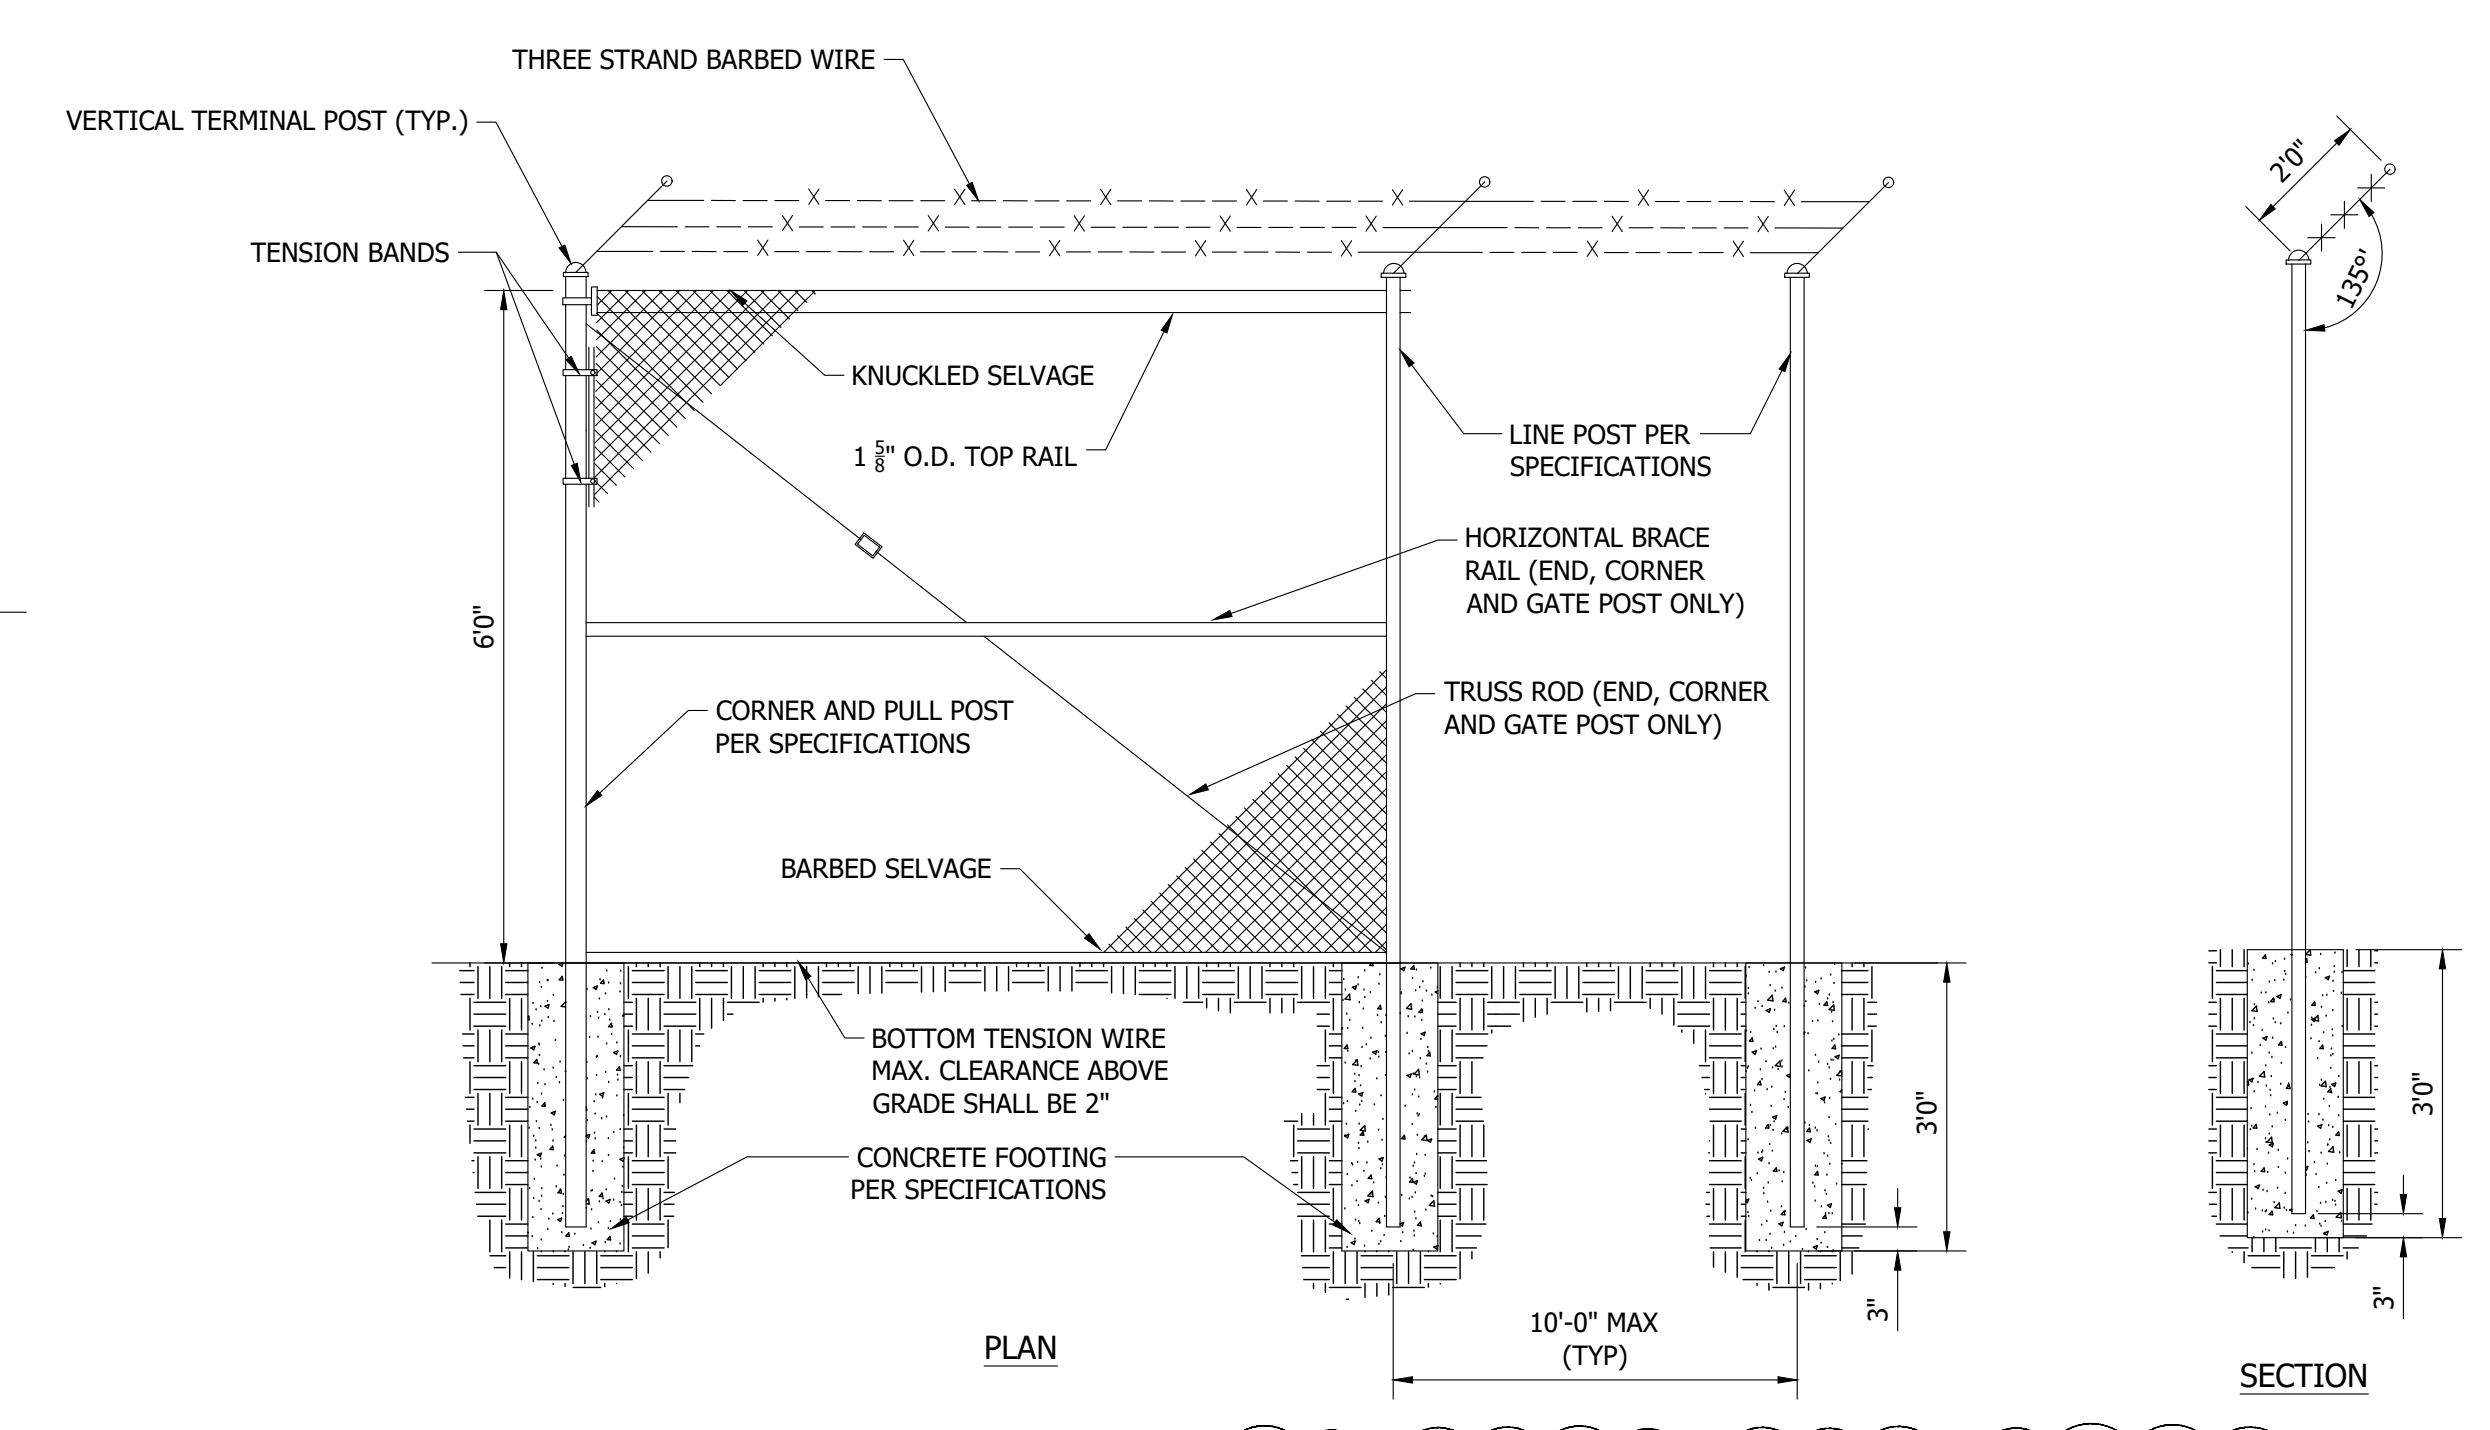 THREE STRAND BARBED WIRE
VERTICAL TERMINAL POST (TYP.)
2'0"
TENSION BANDS
135°'
KNUCKLED SELVAGE
1 5/8" O.D. TOP RAIL
LINE POST PER
SPECIFICATIONS
HORIZONTAL BRACE
RAIL (END, CORNER
AND GATE POST ONLY)
6'0"
TRUSS ROD (END, CORNER
AND GATE POST ONLY)
CORNER AND PULL POST
PER SPECIFICATIONS
BARBED SELVAGE
BOTTOM TENSION WIRE
MAX. CLEARANCE ABOVE
GRADE SHALL BE 2"
3'0"
3'0"
CONCRETE FOOTING
PER SPECIFICATIONS
3"
3"
10'-0" MAX
(TYP)
PLAN
SECTION